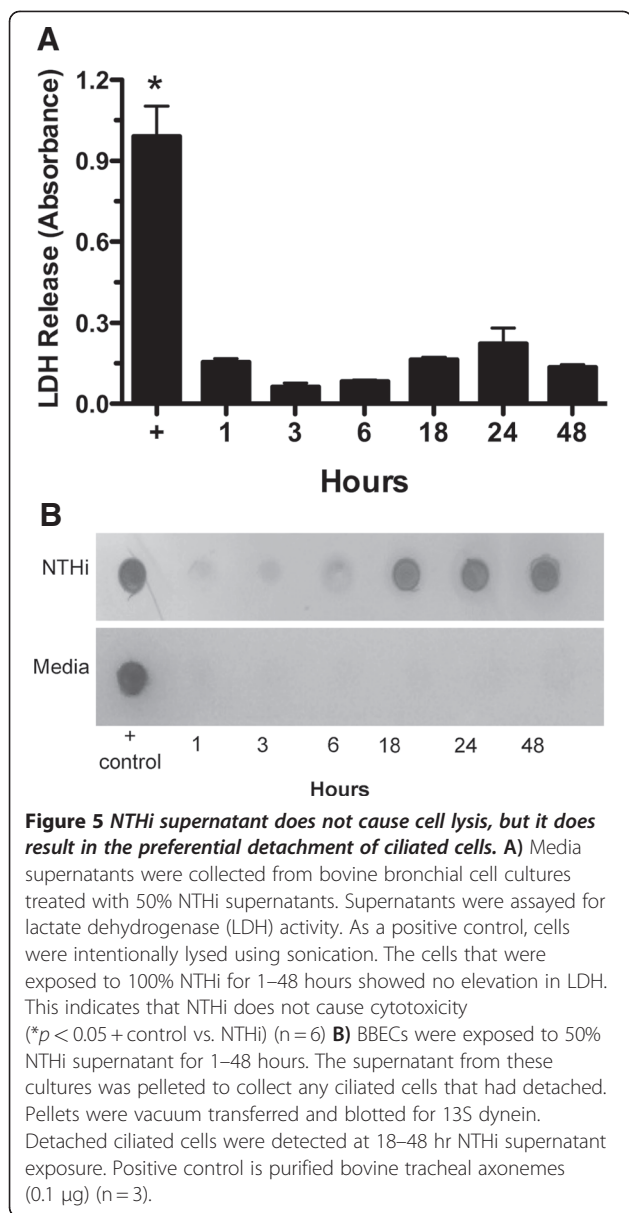 A
LDH Release (Absorbance)
1.2
0.9
0.6
0.3
0.0
*
+ 1 3 6 18 24 48
Hours
B
NTHi
Media
+ control 1 3 6 18 24 48
Hours
Figure 5 NTHi supernatant does not cause cell lysis, but it does
result in the preferential detachment of ciliated cells. A) Media
supernatants were collected from bovine bronchial cell cultures
treated with 50% NTHi supernatants. Supernatants were assayed for
lactate dehydrogenase (LDH) activity. As a positive control, cells
were intentionally lysed using sonication. The cells that were
exposed to 100% NTHi for 1–48 hours showed no elevation in LDH.
This indicates that NTHi does not cause cytotoxicity
(*p < 0.05 + control vs. NTHi) (n = 6) B) BBECs were exposed to 50%
NTHi supernatant for 1–48 hours. The supernatant from these
cultures was pelleted to collect any ciliated cells that had detached.
Pellets were vacuum transferred and blotted for 13S dynein.
Detached ciliated cells were detected at 18–48 hr NTHi supernatant
exposure. Positive control is purified bovine tracheal axonemes
(0.1 μg) (n = 3).